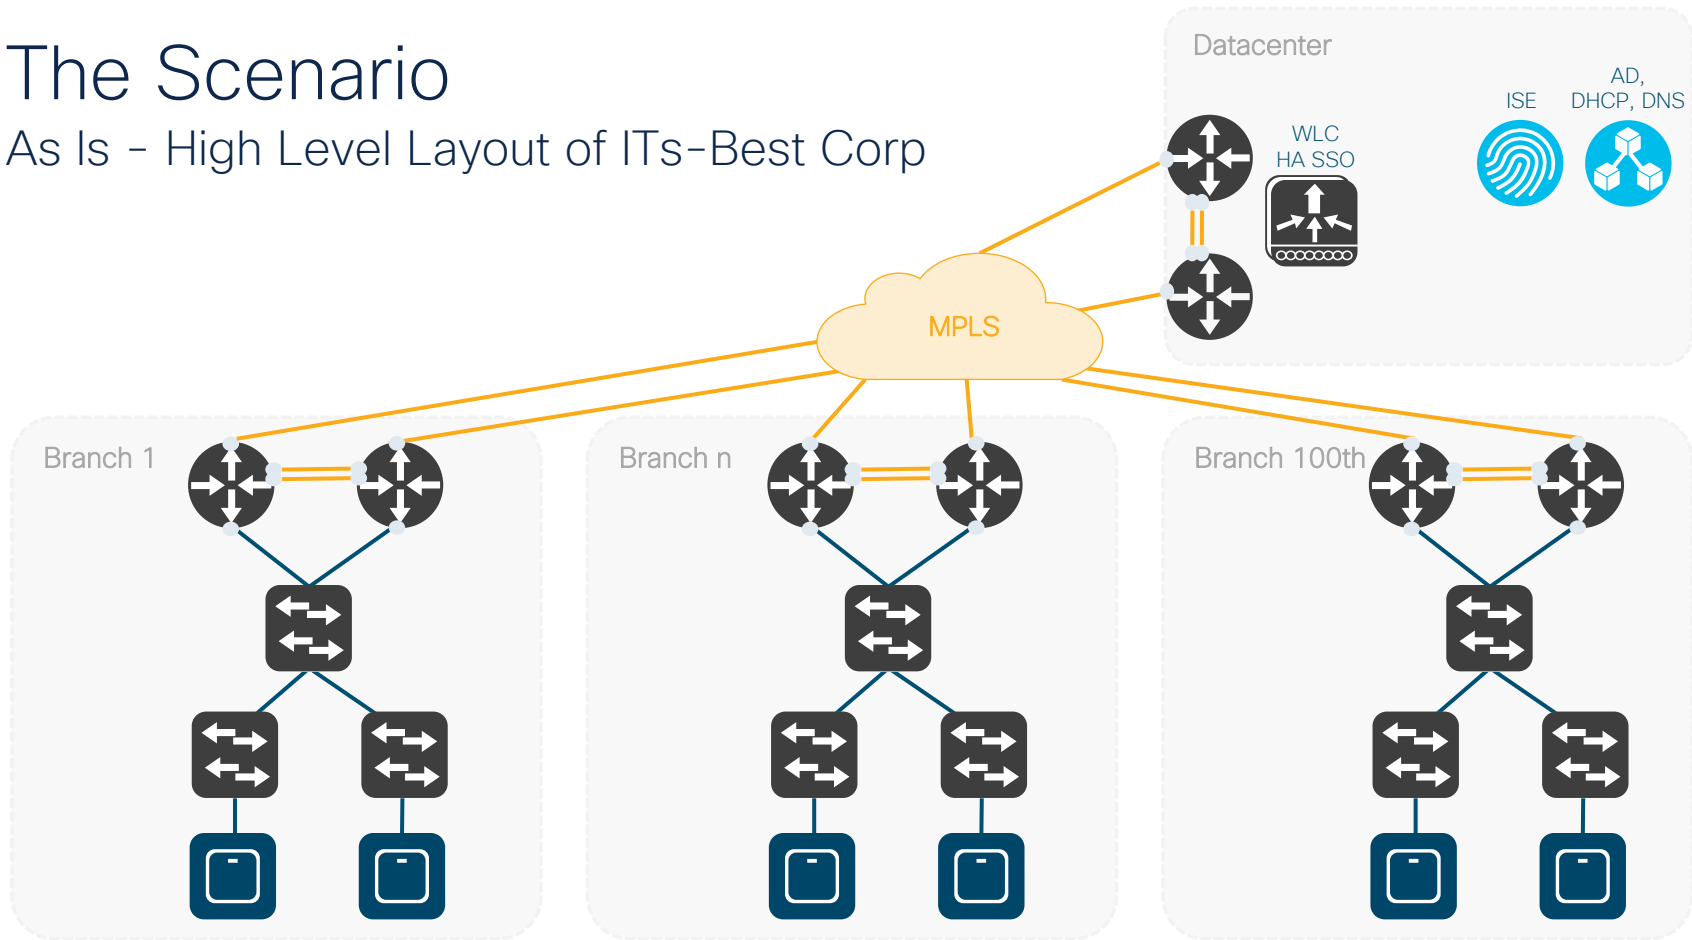 The Scenario
As Is - High Level Layout of ITs-Best Corp
Datacenter
WLC
HA SSO
ISE
AD,
DHCP, DNS
MPLS
Branch 1
Branch n
Branch 100th